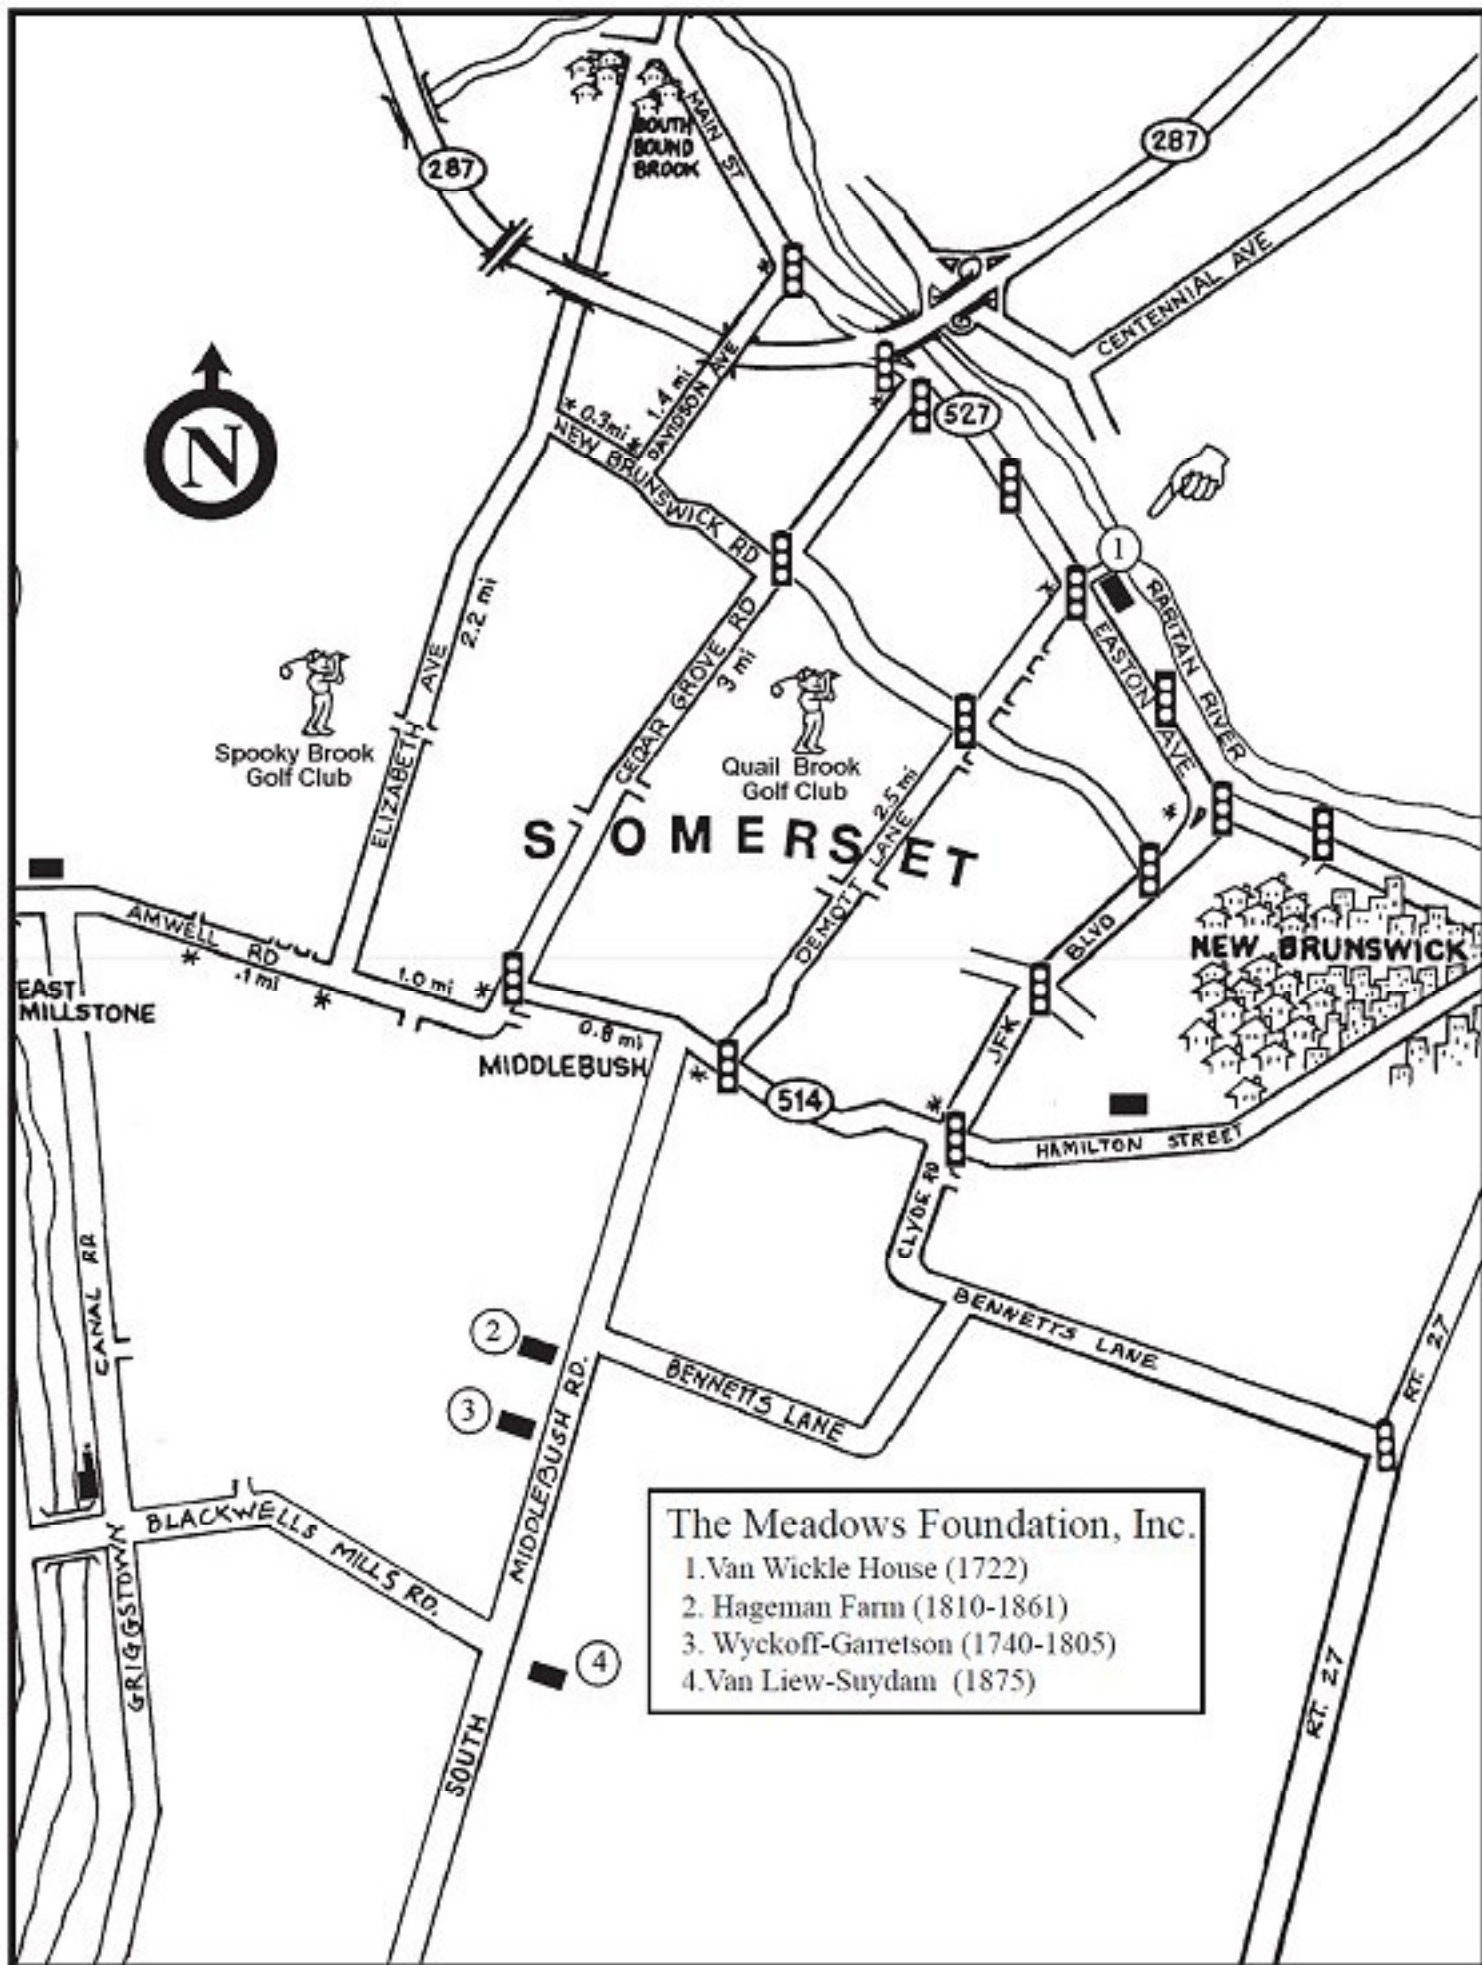 SOUTH
BOUND
BROOK
MAIN ST
287
287
CENTENNIAL AVE
N
* 0.3mi *
1.4 mi
DAVIDSON AVE
NEW BRUNSWICK RD
527
1
RARITAN RIVER
2.2 mi
ELIZABETH AVE
CEDAR GROVE RD
3 mi
EASTON AVE
Spooky Brook
Golf Club
Quail Brook
Golf Club
2.5 mi
DEMOTT LANE
SOMERSET
AMWELL RD
.1 mi
1.0 mi
EAST
MILLSTONE
0.8 mi
MIDDLEBUSH
JFK BLVD
NEW BRUNSWICK
514
HAMILTON STREET
CLYDE RD
CANAL RR
BENNETTS LANE
RT. 27
2
3
BENNETTS LANE
SOUTH MIDDLEBUSH RD.
BLACKWELLS MILLS RD.
GRIGGSTOWN
4
The Meadows Foundation, Inc.
1.Van Wickle House (1722)
2. Hageman Farm (1810-1861)
3. Wyckoff-Garretson (1740-1805)
4.Van Liew-Suydam (1875)
RT. 27